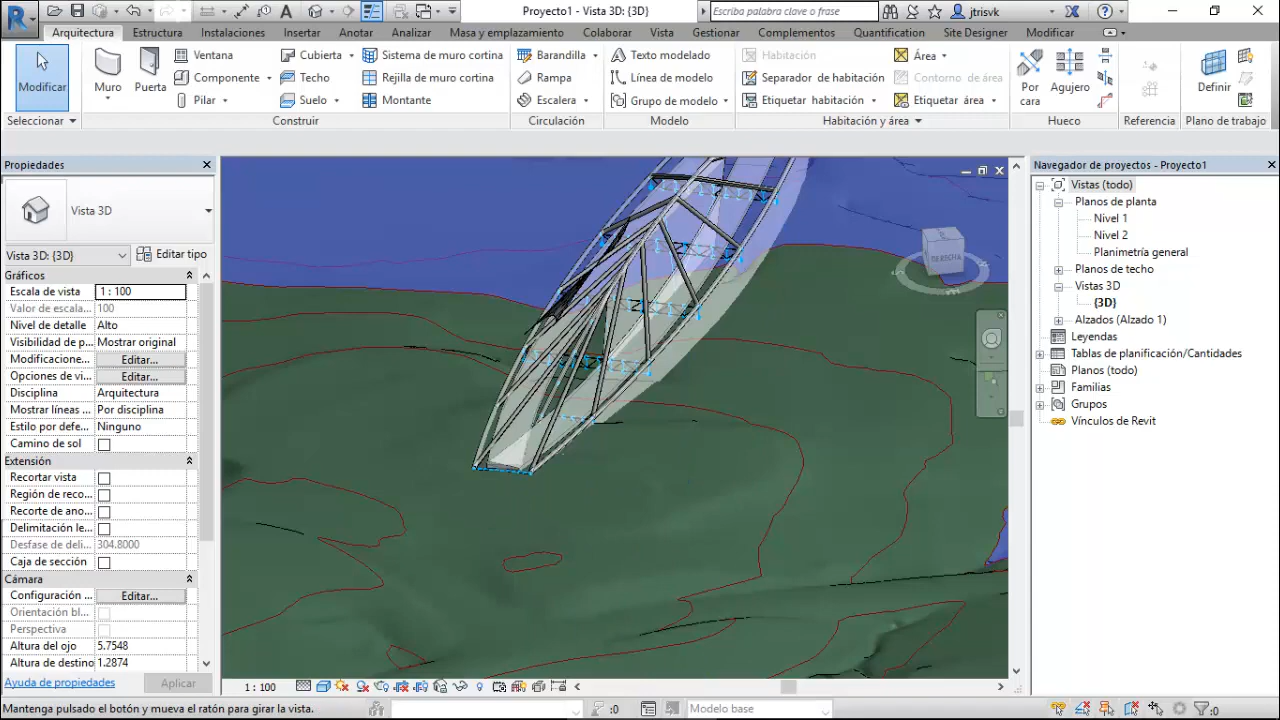 Proyecto1 - Vista 3D: {3D}
Escriba palabra clave o frase
jtrisvk
Arquitectura
Estructura
Instalaciones
Insertar
Anotar
Analizar
Masa y emplazamiento
Colaborar
Vista
Gestionar
Complementos
Quantification
Site Designer
Modificar
Modificar
Muro
Puerta
Ventana
Componente
Pilar
Cubierta
Techo
Suelo
Sistema de muro cortina
Rejilla de muro cortina
Montante
Barandilla
Rampa
Escalera
Texto modelado
Línea de modelo
Grupo de modelo
Habitación
Separador de habitación
Etiquetar habitación
Área
Contorno de área
Etiquetar área
Por
cara
Agujero
Definir
Seleccionar
Construir
Circulación
Modelo
Habitación y área
Hueco
Referencia
Plano de trabajo
Propiedades
Vista 3D
Vista 3D: {3D}
Editar tipo
Gráficos
Escala de vista 1 : 100
Valor de escala... 100
Nivel de detalle Alto
Visibilidad de p... Mostrar original
Modificacione... Editar...
Opciones de vi... Editar...
Disciplina Arquitectura
Mostrar líneas ... Por disciplina
Estilo por defe... Ninguno
Camino de sol
Extensión
Recortar vista
Región de reco...
Recorte de ano...
Delimitación le...
Desfase de deli... 304.8000
Caja de sección
Cámara
Configuración ... Editar...
Orientación bl...
Perspectiva
Altura del ojo 5.7548
Altura de destino 1.2874
Ayuda de propiedades
Aplicar
DERECHA
Navegador de proyectos - Proyecto1
Vistas (todo)
Planos de planta
Nivel 1
Nivel 2
Planimetría general
Planos de techo
Vistas 3D
{3D}
Alzados (Alzado 1)
Leyendas
Tablas de planificación/Cantidades
Planos (todo)
Familias
Grupos
Vínculos de Revit
1 : 100
Mantenga pulsado el botón y mueva el ratón para girar la vista.
:0
Modelo base
:0